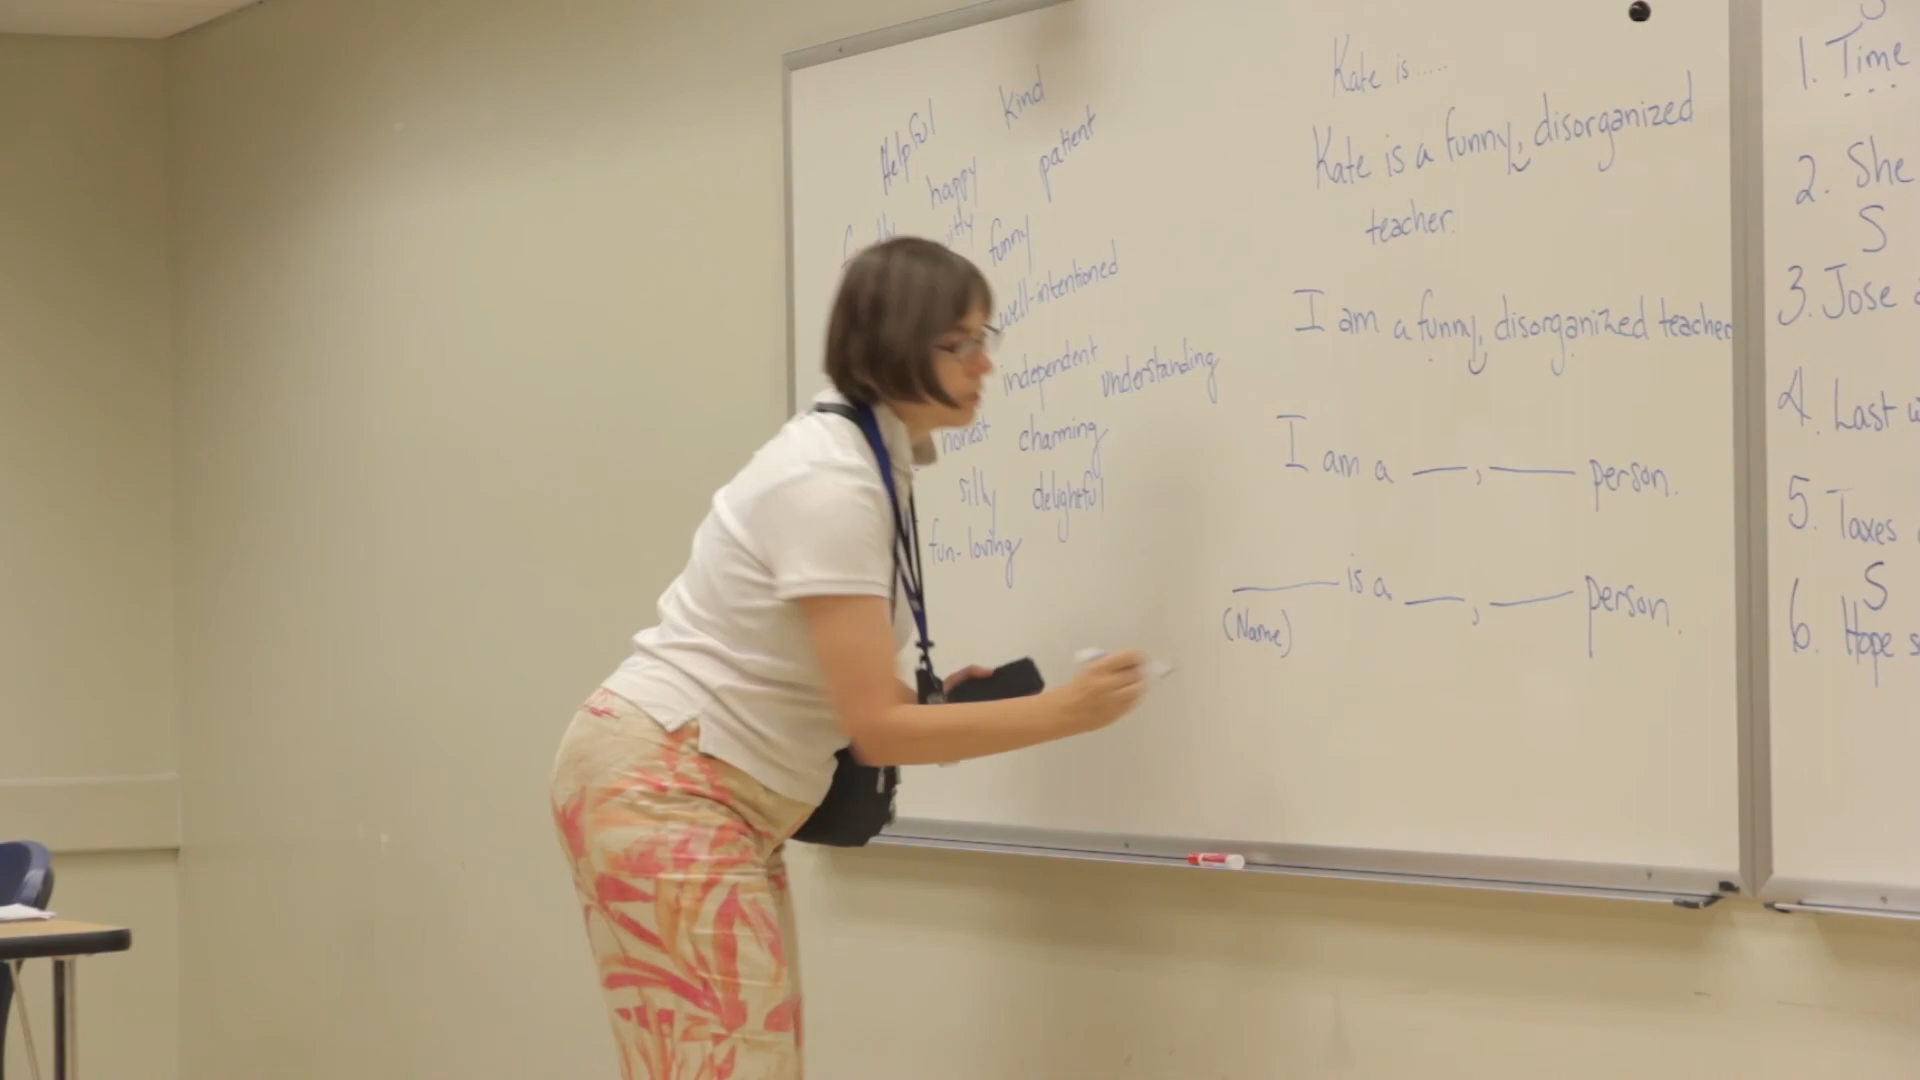 Helpful Kind
happy patient
funny
well-intentioned
independent understanding
honest charming
silly delightful
fun-loving
Kate is .....
Kate is a funny, disorganized
teacher.
I am a funny, disorganized teacher
I am a ___, ___ person.
___ is a ___, ___ person.
(Name)
1. Time
2. She
S
3. Jose
4. Last
5. Taxes
S
6. Hope s